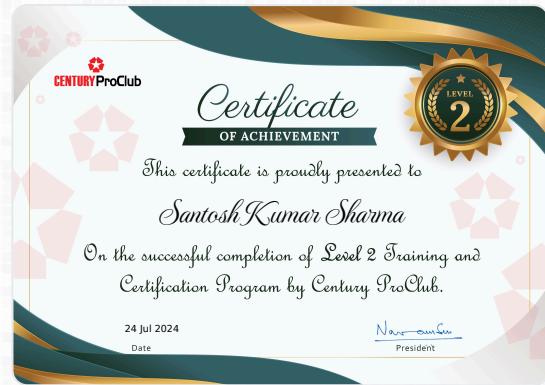 CENTURY ProClub
LEVEL
2
Certificate
OF ACHIEVEMENT
This certificate is proudly presented to
Santosh Kumar Sharma
On the successful completion of Level 2 Training and
Certification Program by Century ProClub.
24 Jul 2024
Date
President